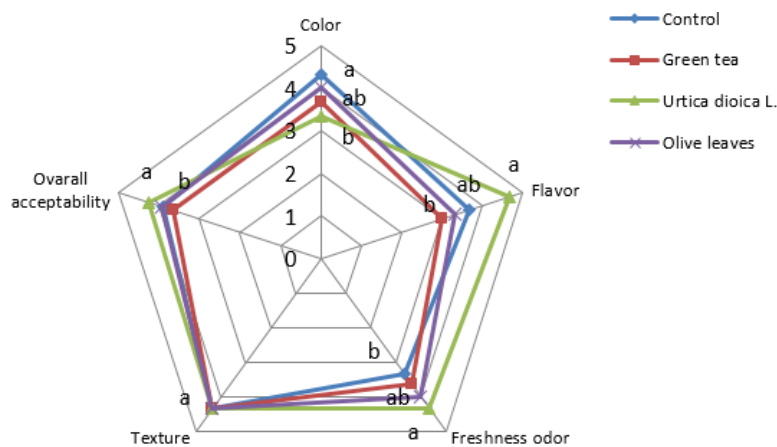 Color
Control
Green tea
Urtica dioica L.
Olive leaves
5
4
3
2
1
0
a
ab
b
a
ab
b
Flavor
a
b
Ovarall
acceptability
b
ab
a
Freshness odor
a
Texture